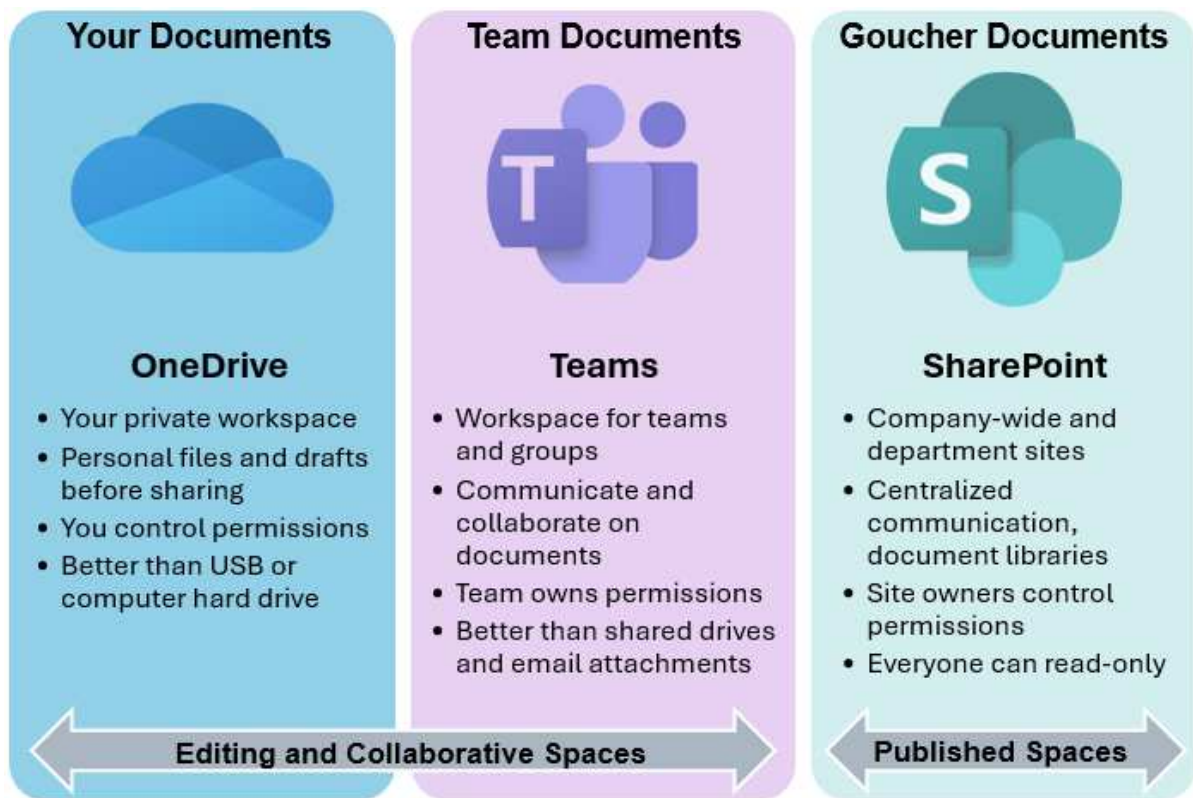 Your Documents
OneDrive
• Your private workspace
• Personal files and drafts
before sharing
• You control permissions
• Better than USB or
computer hard drive
Team Documents
T
Teams
• Workspace for teams
and groups
• Communicate and
collaborate on
documents
• Team owns permissions
• Better than shared drives
and email attachments
Goucher Documents
S
SharePoint
• Company-wide and
department sites
• Centralized
communication,
document libraries
• Site owners control
permissions
• Everyone can read-only
Editing and Collaborative Spaces
Published Spaces